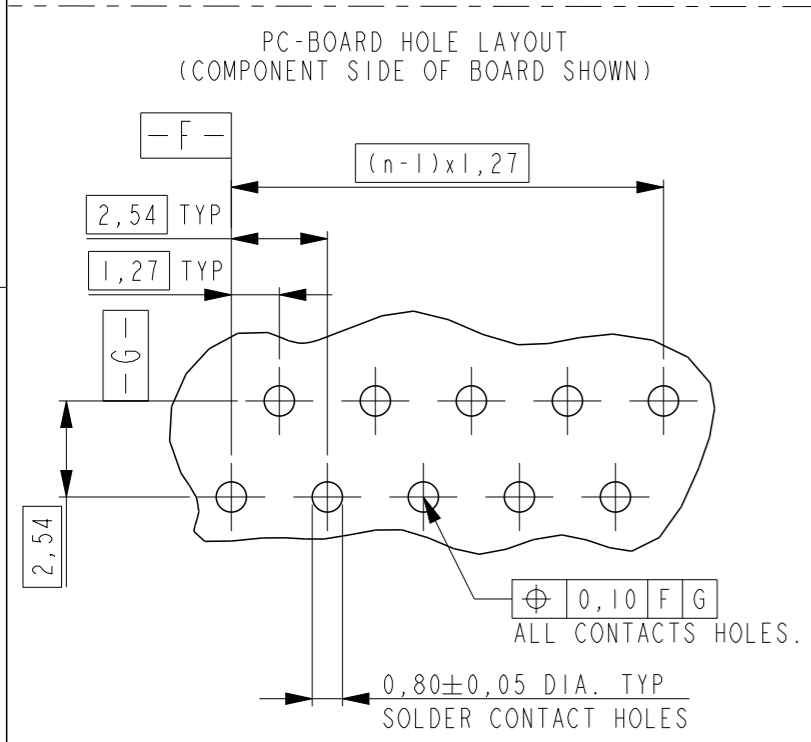 PC-BOARD HOLE LAYOUT
(COMPONENT SIDE OF BOARD SHOWN)
-F-
(n-1)x1,27
2,54 TYP
1,27 TYP
-G-
2,54
⌖ 0,10 F G
ALL CONTACTS HOLES.
0,80±0,05 DIA. TYP
SOLDER CONTACT HOLES